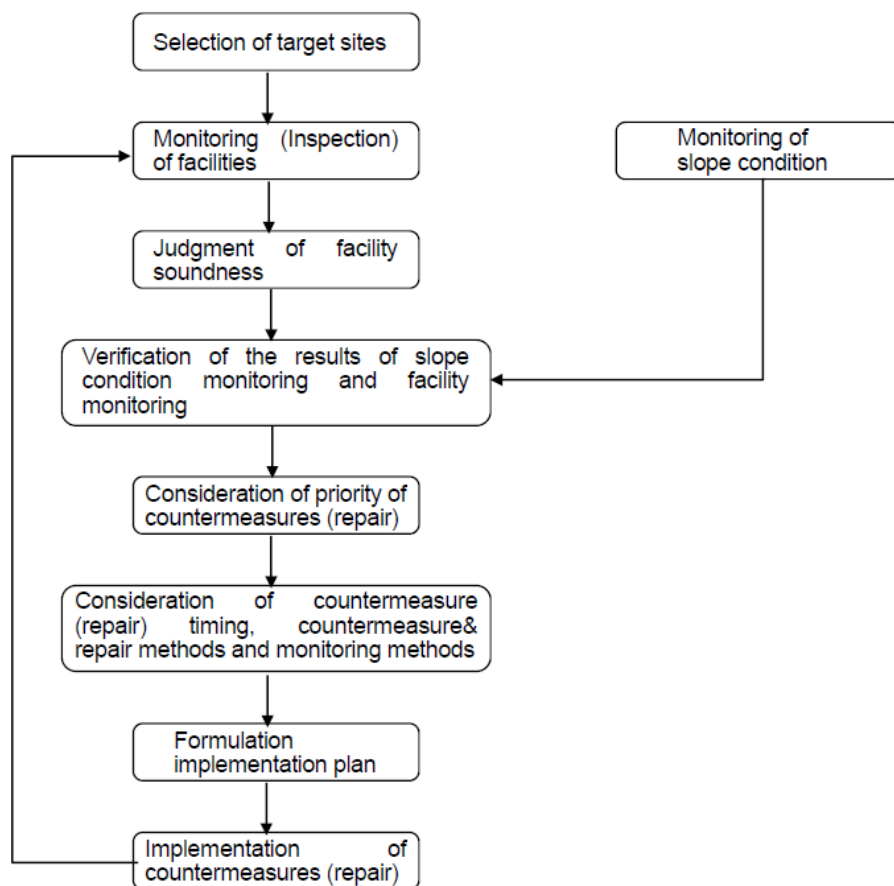 Selection of target sites
Monitoring (Inspection)
of facilities
Monitoring of
slope condition
Judgment of facility
soundness
Verification of the results of slope
condition monitoring and facility
monitoring
Consideration of priority of
countermeasures (repair)
Consideration of countermeasure
(repair) timing, countermeasure&
repair methods and monitoring methods
Formulation
implementation plan
Implementation of
countermeasures (repair)